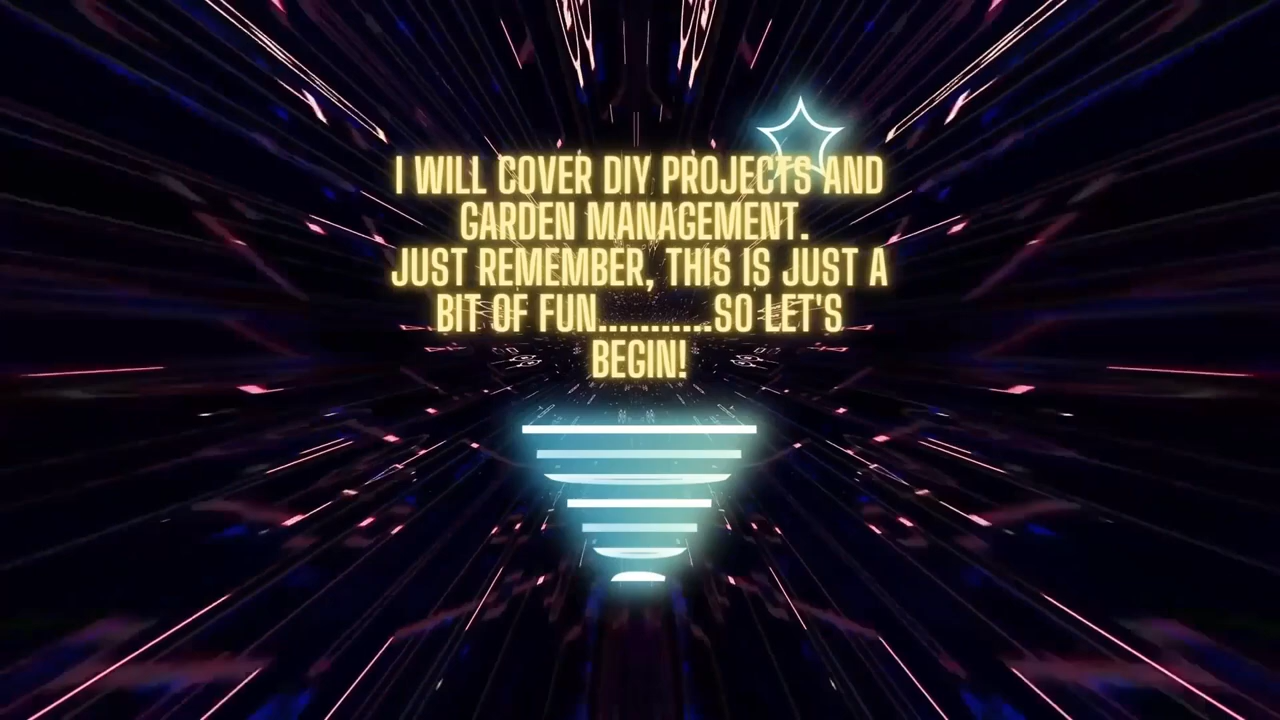 I WILL COVER DIY PROJECTS AND
GARDEN MANAGEMENT.
JUST REMEMBER, THIS IS JUST A
BIT OF FUN............SO LET'S
BEGIN!